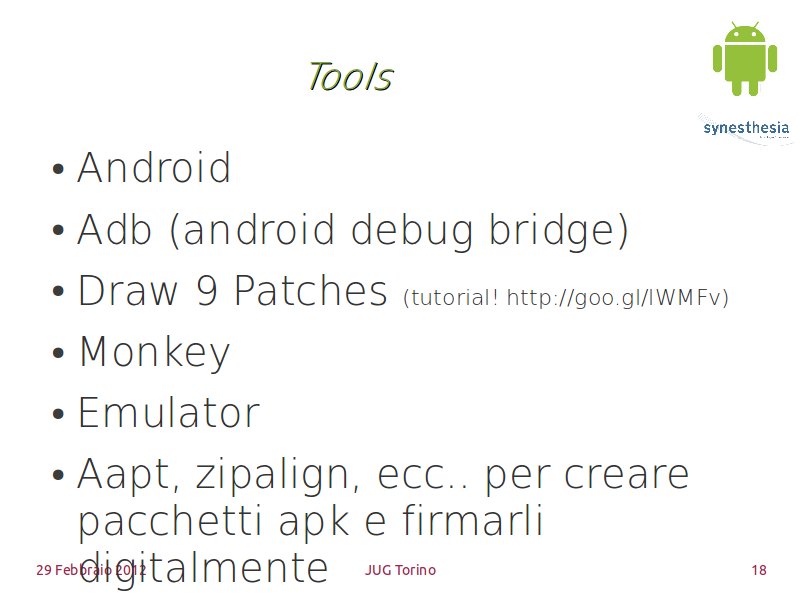 Tools
synesthesia
• Android
• Adb (android debug bridge)
• Draw 9 Patches (tutorial! http://goo.gl/lWMFv)
• Monkey
• Emulator
• Aapt, zipalign, ecc.. per creare
pacchetti apk e firmarli
digitalmente
29 Febbraio 2012 JUG Torino 18